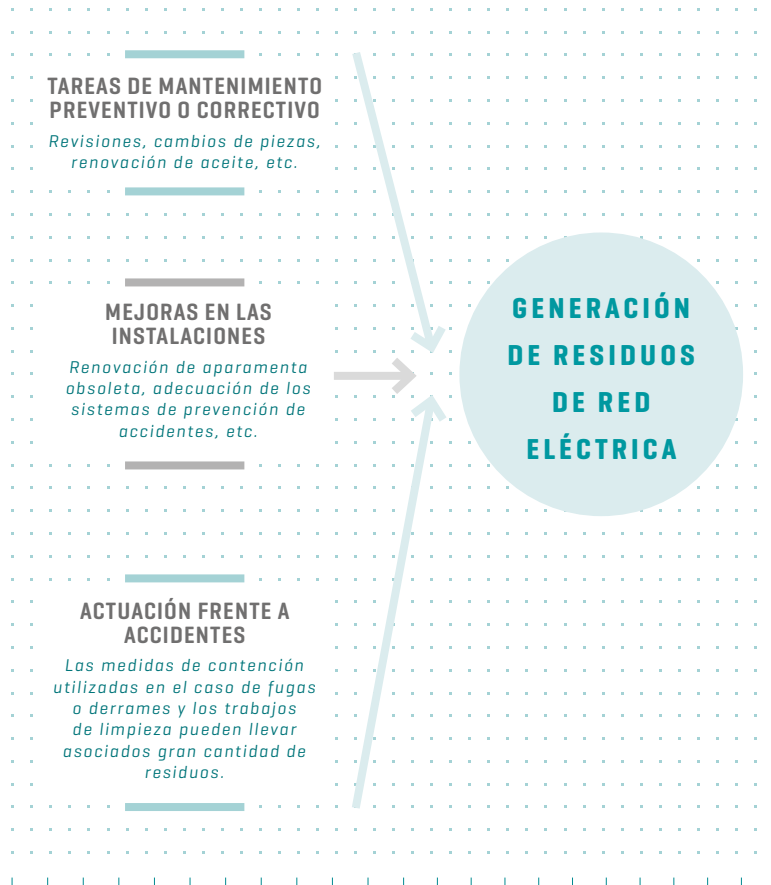 TAREAS DE MANTENIMIENTO
PREVENTIVO O CORRECTIVO
Revisiones, cambios de piezas,
renovación de aceite, etc.
MEJORAS EN LAS
INSTALACIONES
Renovación de aparamenta
obsoleta, adecuación de los
sistemas de prevención de
accidentes, etc.
ACTUACIÓN FRENTE A
ACCIDENTES
Las medidas de contención
utilizadas en el caso de fugas
o derrames y los trabajos
de limpieza pueden llevar
asociados gran cantidad de
residuos.
GENERACIÓN
DE RESIDUOS
DE RED
ELÉCTRICA